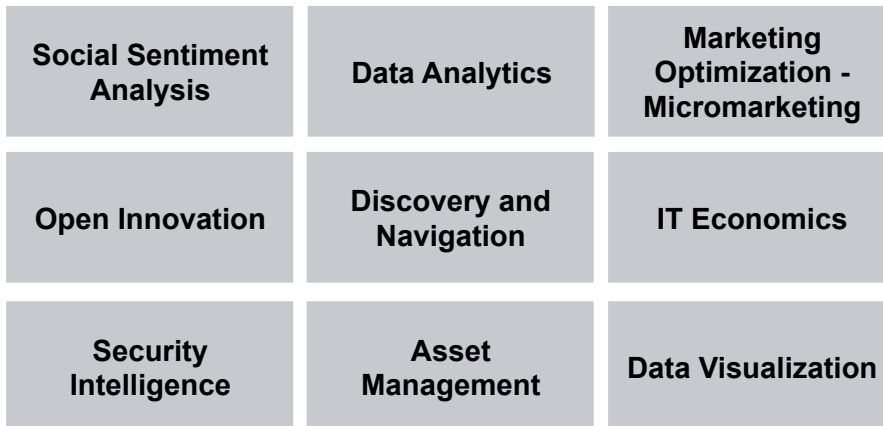 Social Sentiment
Analysis
Data Analytics
Marketing
Optimization -
Micromarketing
Open Innovation
Discovery and
Navigation
IT Economics
Security
Intelligence
Asset
Management
Data Visualization